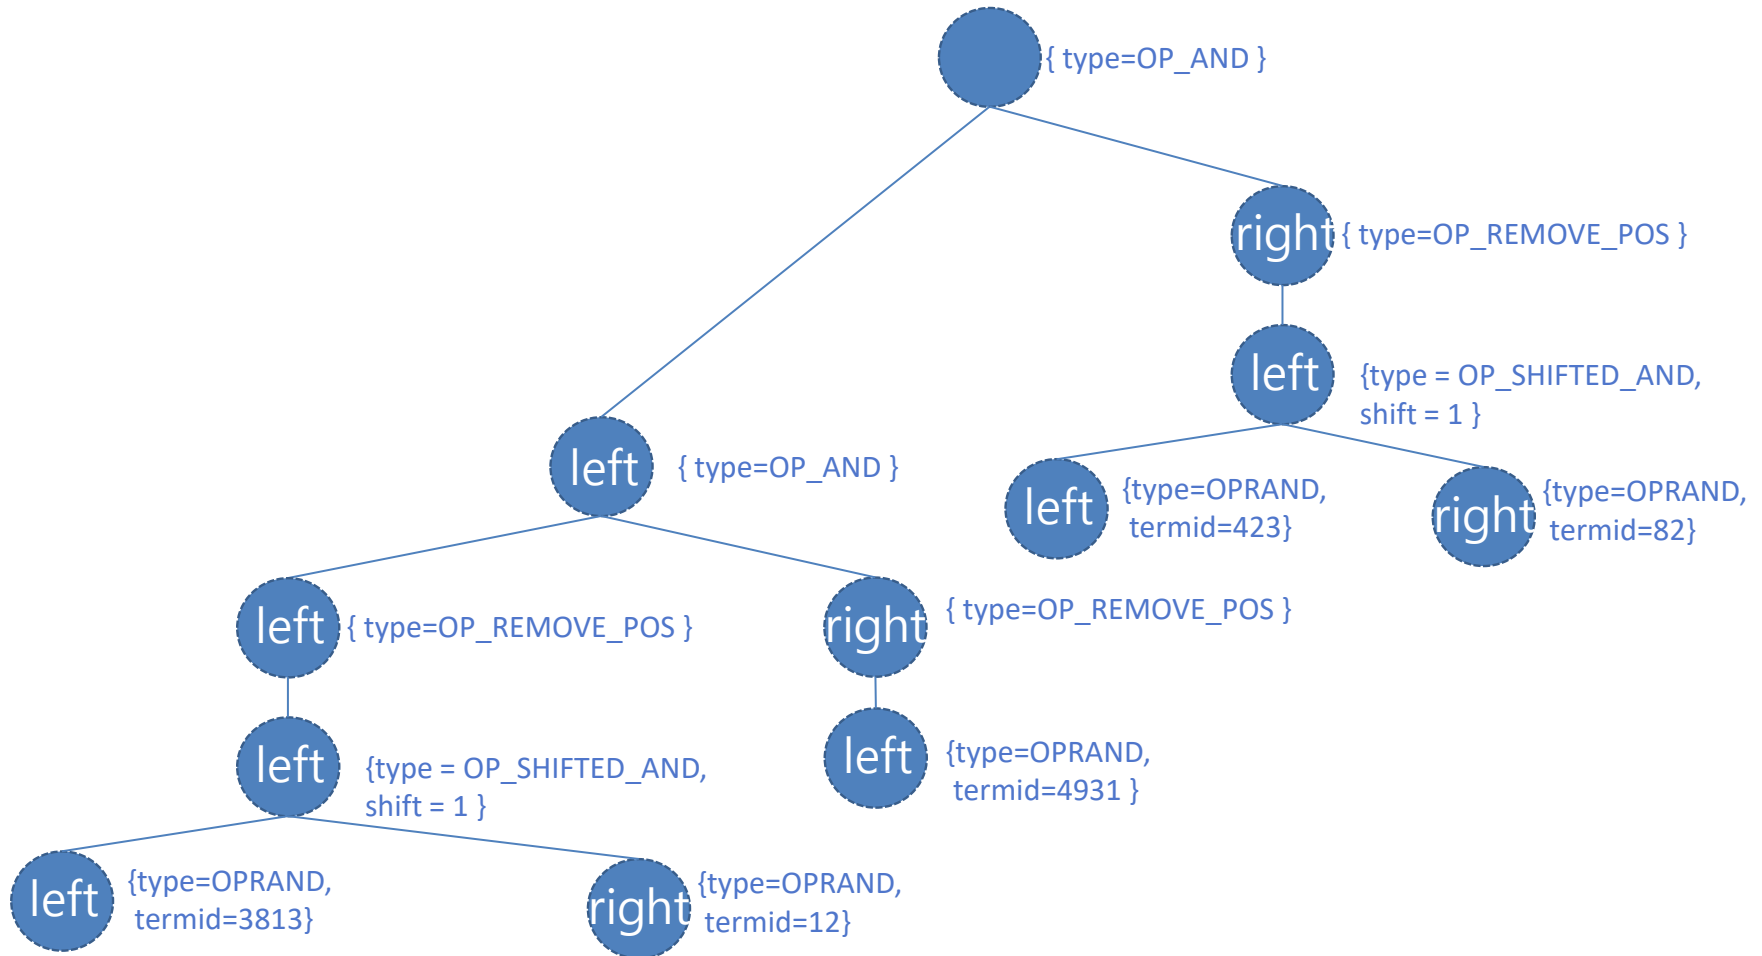 { type=OP_AND }
right
{ type=OP_REMOVE_POS }
left
{type = OP_SHIFTED_AND,
shift = 1 }
left
{ type=OP_AND }
left
{type=OPRAND,
termid=423}
right
{type=OPRAND,
termid=82}
left
{ type=OP_REMOVE_POS }
right
{ type=OP_REMOVE_POS }
left
{type = OP_SHIFTED_AND,
shift = 1 }
left
{type=OPRAND,
termid=4931 }
left
{type=OPRAND,
termid=3813}
right
{type=OPRAND,
termid=12}